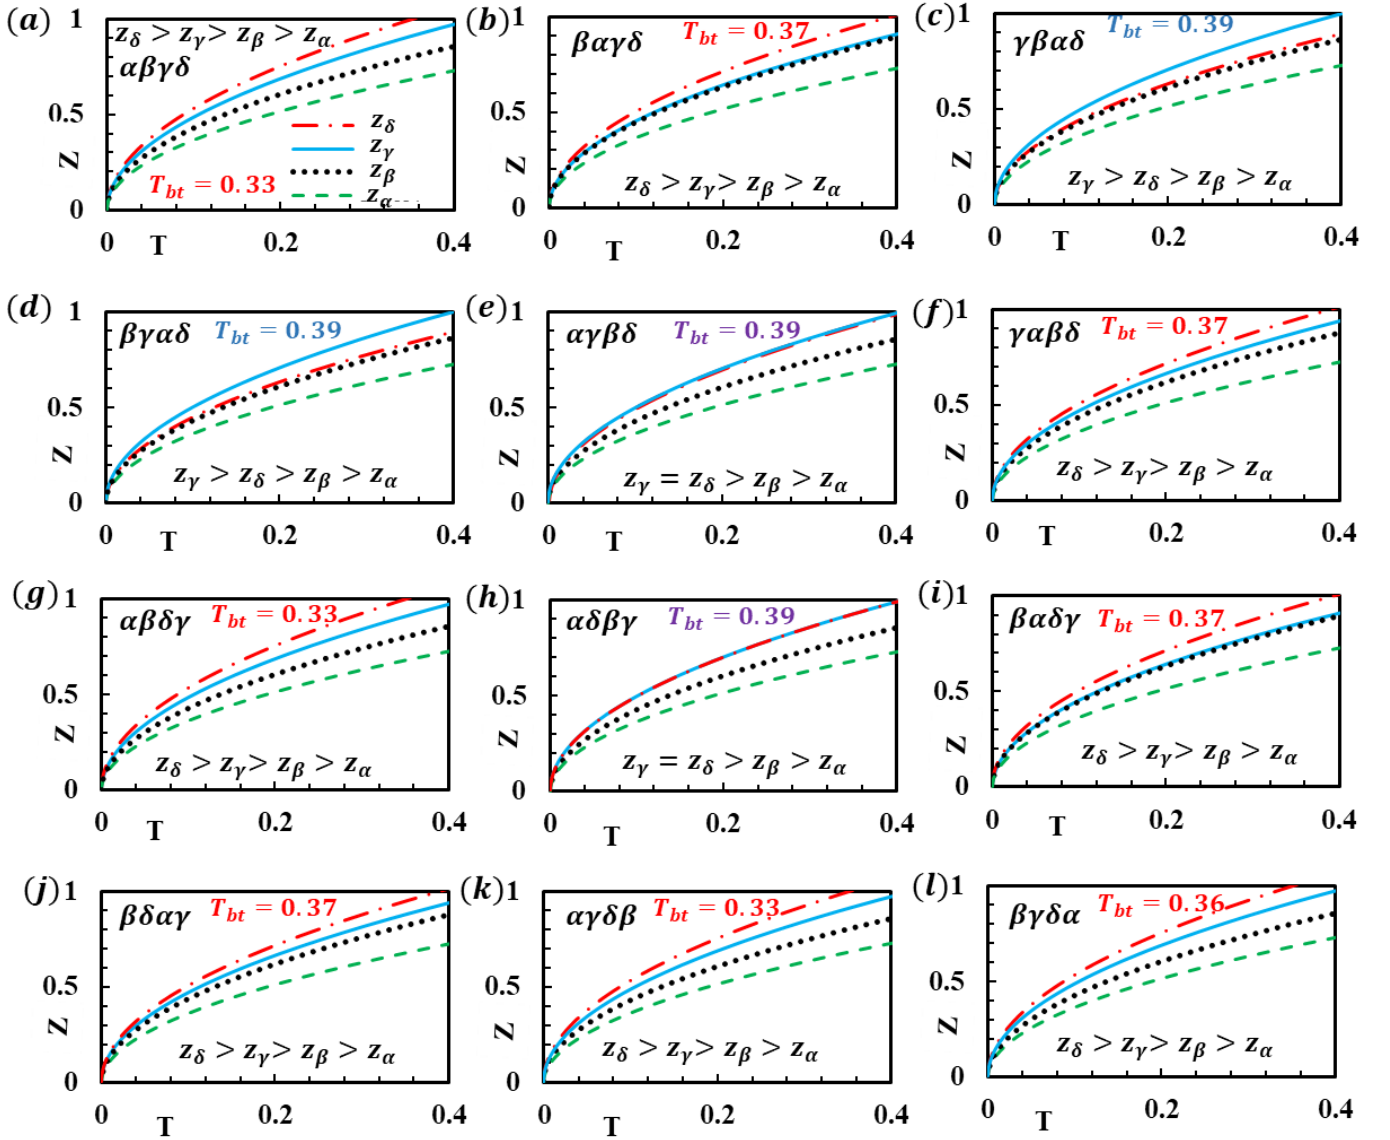 (a)
1
z_δ > z_γ > z_β > z_α
αβγδ
0.5
z_δ
z_γ
z_β
z_α
T_bt = 0.33
Z
0
0
T
0.2
0.4
(b)
1
βαγδ
T_bt = 0.37
0.5
Z
z_δ > z_γ > z_β > z_α
0
0
T
0.2
0.4
(c)
1
γβαδ
T_bt = 0.39
0.5
Z
z_γ > z_δ > z_β > z_α
0
0
T
0.2
0.4
(d)
1
βγαδ
T_bt = 0.39
0.5
Z
z_γ > z_δ > z_β > z_α
0
0
T
0.2
0.4
(e)
1
αγβδ
T_bt = 0.39
0.5
Z
z_γ = z_δ > z_β > z_α
0
0
T
0.2
0.4
(f)
1
γαβδ
T_bt = 0.37
0.5
Z
z_δ > z_γ > z_β > z_α
0
0
T
0.2
0.4
(g)
1
αβδγ
T_bt = 0.33
0.5
Z
z_δ > z_γ > z_β > z_α
0
0
T
0.2
0.4
(h)
1
αδβγ
T_bt = 0.39
0.5
Z
z_γ = z_δ > z_β > z_α
0
0
T
0.2
0.4
(i)
1
βαδγ
T_bt = 0.37
0.5
Z
z_δ > z_γ > z_β > z_α
0
0
T
0.2
0.4
(j)
1
βδαγ
T_bt = 0.37
0.5
Z
z_δ > z_γ > z_β > z_α
0
0
T
0.2
0.4
(k)
1
αγδβ
T_bt = 0.33
0.5
Z
z_δ > z_γ > z_β > z_α
0
0
T
0.2
0.4
(l)
1
βγδα
T_bt = 0.36
0.5
Z
z_δ > z_γ > z_β > z_α
0
0
T
0.2
0.4